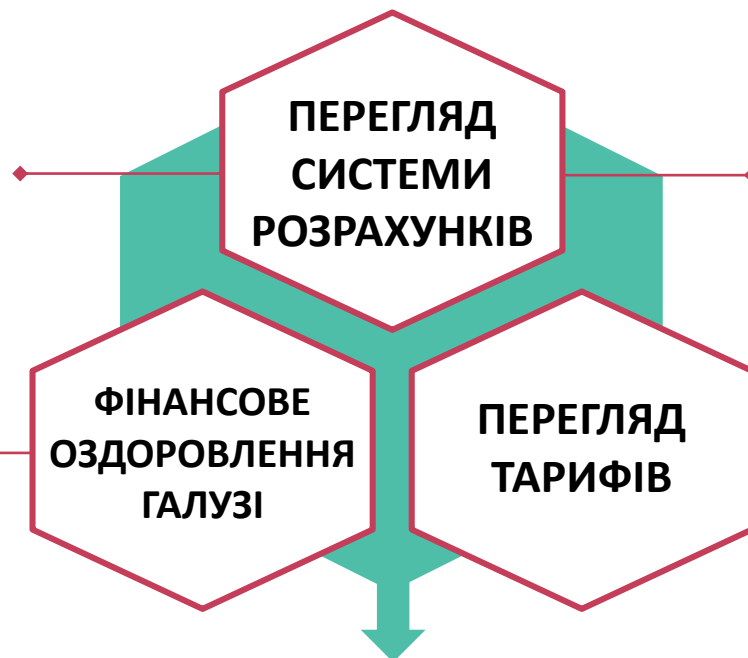 ПЕРЕГЛЯД
СИСТЕМИ
РОЗРАХУНКІВ
ФІНАНСОВЕ
ОЗДОРОВЛЕННЯ
ГАЛУЗІ
ПЕРЕГЛЯД
ТАРИФІВ